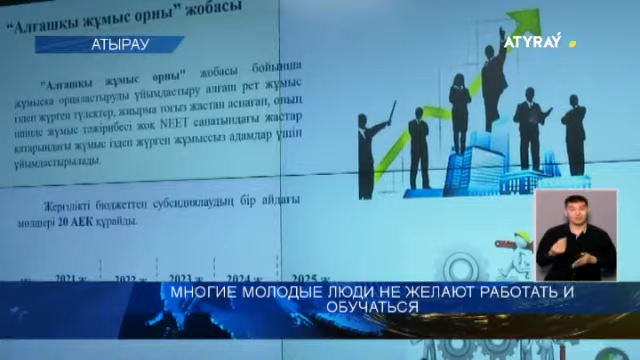 "Алғашқы жұмыс орны" жобасы
АТЫРАУ
ATYRAÝ
"Алғашқы жұмыс орны" жобасы бойынша
жұмысқа орналастыруды ұйымдастыру алғаш рет жұмыс
іздеп жүрген түлектер, жиырма тоғыз жастан аспаған, оның
ішінде жұмыс тәжірибесі жоқ NEET санатындағы жастар
қатарындағы жұмыс іздеп жүрген жұмыссыз адамдар үшін
ұйымдастырылады.
Жергілікті бюджеттен субсидиялаудың бір айдағы
мөлшері 20 АЕК құрайды.
2021 ж. 2022 ж. 2023 ж. 2024 ж. 2025 ж.
МНОГИЕ МОЛОДЫЕ ЛЮДИ НЕ ЖЕЛАЮТ РАБОТАТЬ И
ОБУЧАТЬСЯ